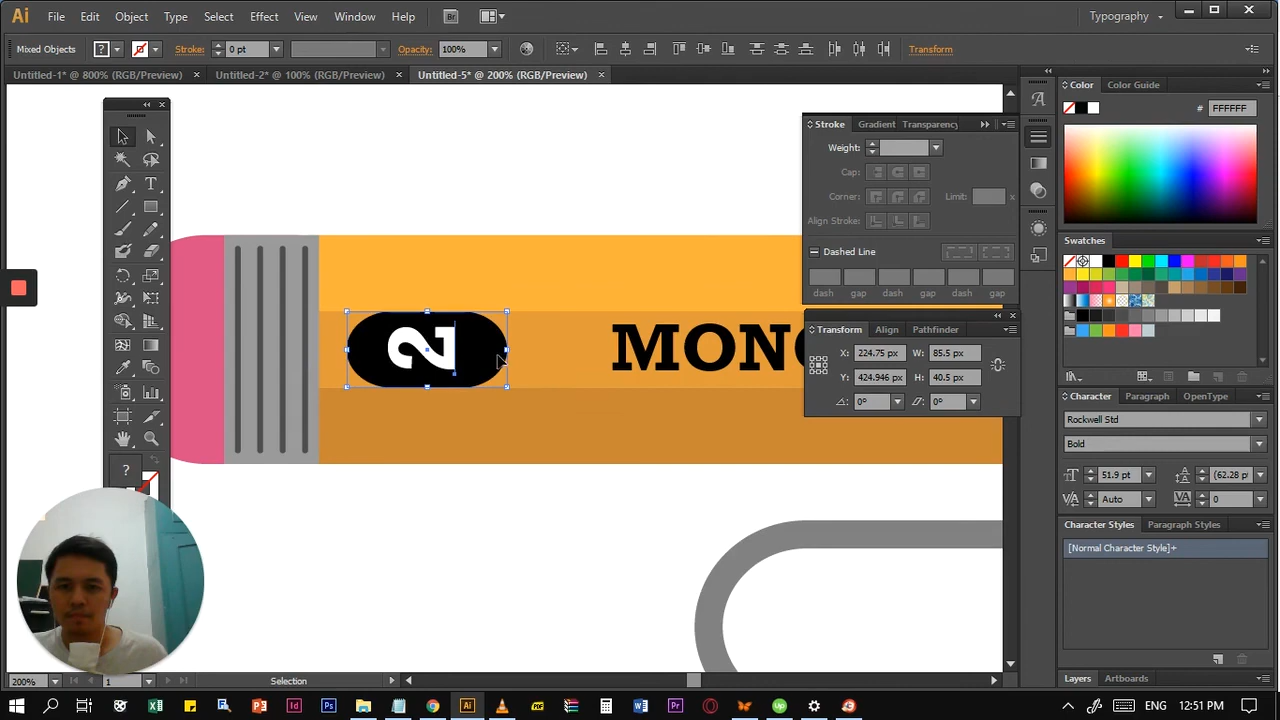 Ai File Edit Object Type Select Effect View Window Help Br Typography
Mixed Objects ? Stroke: 0 pt Opacity: 100% Transform
Untitled-1* @ 800% (RGB/Preview) × Untitled-2* @ 100% (RGB/Preview) × Untitled-5* @ 200% (RGB/Preview) ×
Color Color Guide
# FFFFFF
Stroke Gradient Transparency
Weight:
Cap:
Corner: Limit: x
Align Stroke:
Dashed Line
dash gap dash gap dash gap
Swatches
2
MONG
Transform Align Pathfinder
X: 224.75 px W: 85.5 px
Y: 424.946 px H: 40.5 px
0° 0°
Character Paragraph OpenType
Rockwell Std
Bold
51.9 pt (62.28 pt
Auto 0
Character Styles Paragraph Styles
[Normal Character Style]+
?
Layers Artboards
200% 1 Selection
ENG 12:51 PM